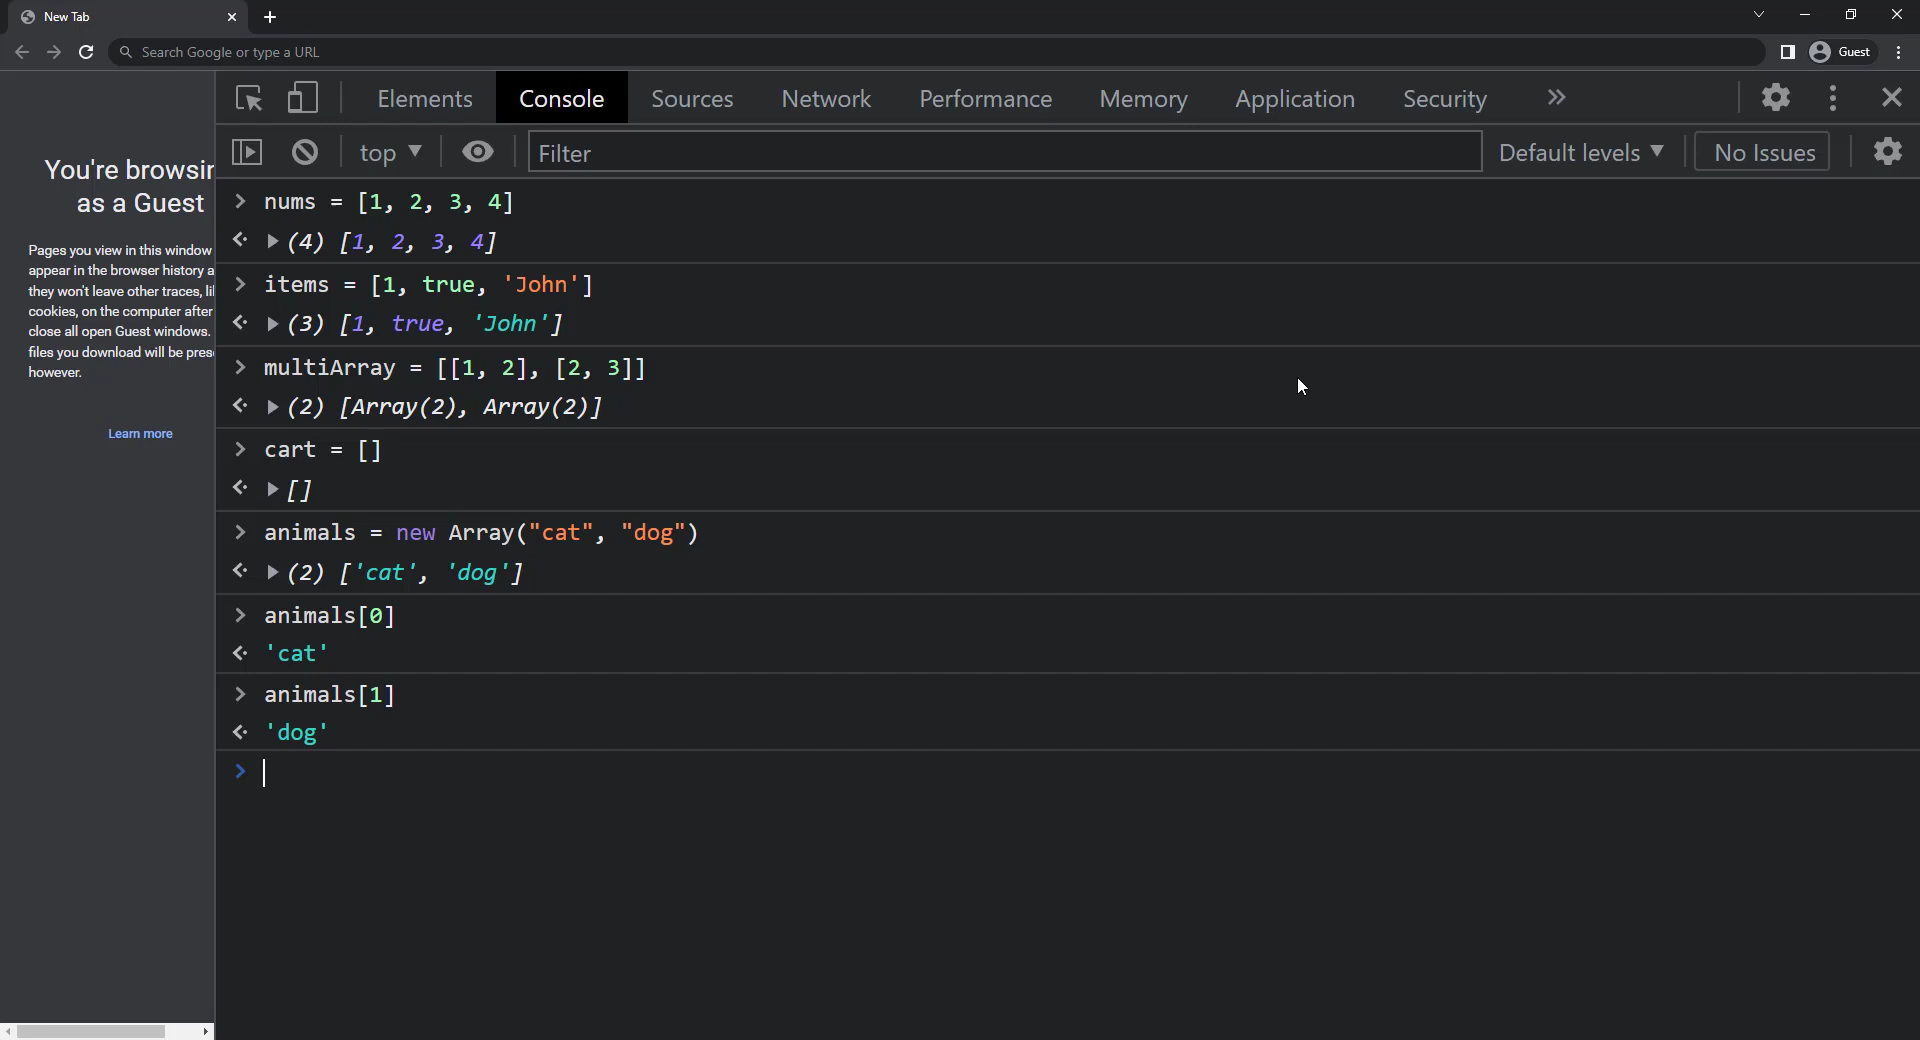 New Tab
Search Google or type a URL
Guest
Elements Console Sources Network Performance Memory Application Security
top Filter Default levels No Issues
You're browsin
as a Guest
Pages you view in this window
appear in the browser history a
they won't leave other traces, li
cookies, on the computer after
close all open Guest windows.
files you download will be pres
however.
Learn more
> nums = [1, 2, 3, 4]
(4) [1, 2, 3, 4]
> items = [1, true, 'John']
(3) [1, true, 'John']
> multiArray = [[1, 2], [2, 3]]
(2) [Array(2), Array(2)]
> cart = []
[]
> animals = new Array("cat", "dog")
(2) ['cat', 'dog']
> animals[0]
'cat'
> animals[1]
'dog'
>